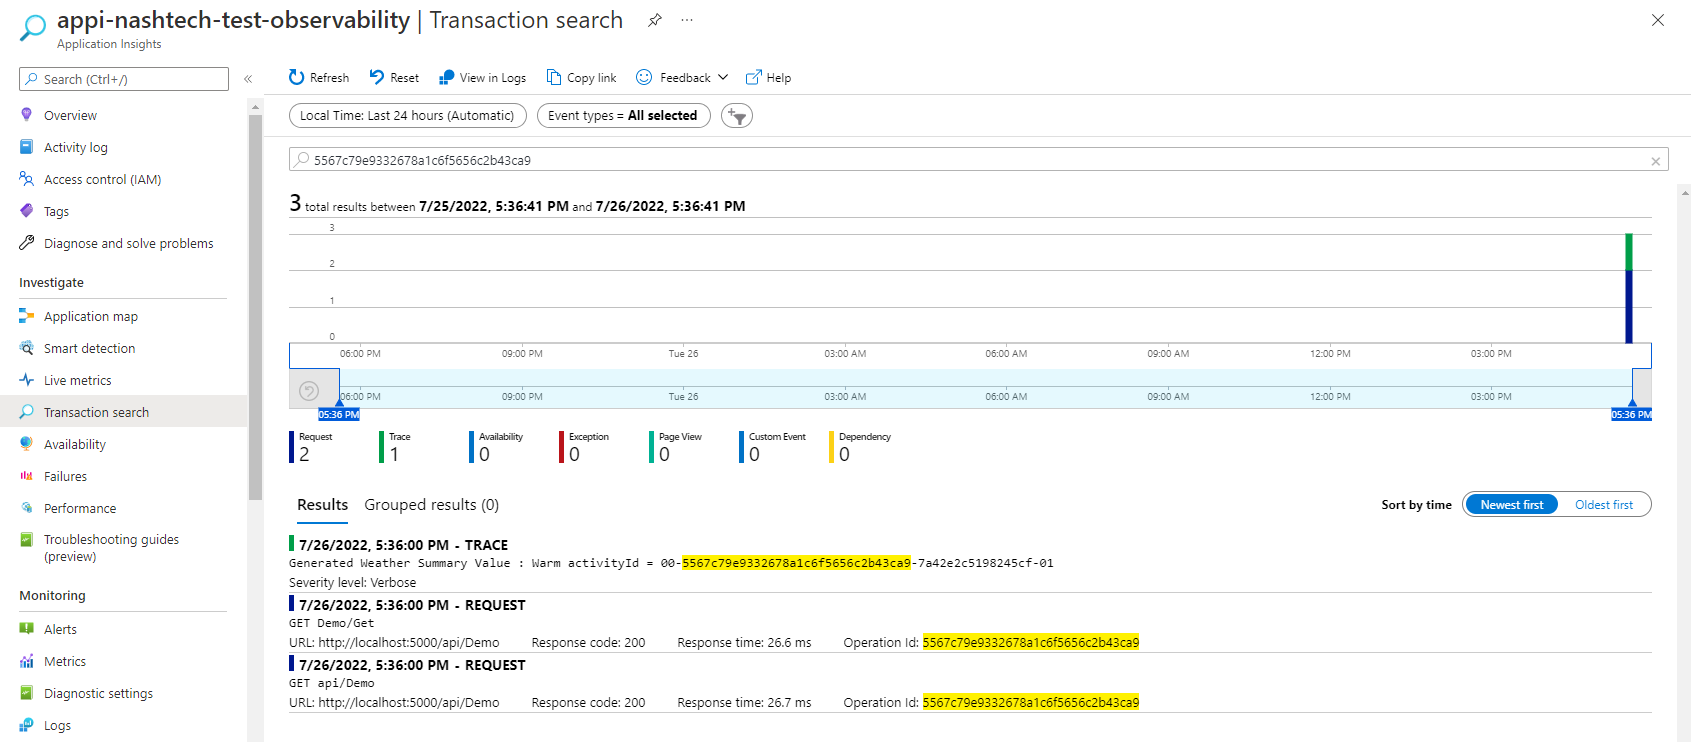 appi-nashtech-test-observability | Transaction search ...
Application Insights
Search (Ctrl+/)
«
Overview
Activity log
Access control (IAM)
Tags
Diagnose and solve problems
Investigate
Application map
Smart detection
Live metrics
Transaction search
Availability
Failures
Performance
Troubleshooting guides
(preview)
Monitoring
Alerts
Metrics
Diagnostic settings
Logs
Refresh Reset View in Logs Copy link Feedback Help
Local Time: Last 24 hours (Automatic) Event types = All selected
5567c79e9332678a1c6f5656c2b43ca9
3 total results between 7/25/2022, 5:36:41 PM and 7/26/2022, 5:36:41 PM
3
2
1
0
06:00 PM 09:00 PM Tue 26 03:00 AM 06:00 AM 09:00 AM 12:00 PM 03:00 PM
06:00 PM 09:00 PM Tue 26 03:00 AM 06:00 AM 09:00 AM 12:00 PM 03:00 PM
05:36 PM 05:36 PM
Request Trace Availability Exception Page View Custom Event Dependency
2 1 0 0 0 0 0
Results Grouped results (0) Sort by time Newest first Oldest first
7/26/2022, 5:36:00 PM - TRACE
Generated Weather Summary Value : Warm activityId = 00-5567c79e9332678a1c6f5656c2b43ca9-7a42e2c5198245cf-01
Severity level: Verbose
7/26/2022, 5:36:00 PM - REQUEST
GET Demo/Get
URL: http://localhost:5000/api/Demo Response code: 200 Response time: 26.6 ms Operation Id: 5567c79e9332678a1c6f5656c2b43ca9
7/26/2022, 5:36:00 PM - REQUEST
GET api/Demo
URL: http://localhost:5000/api/Demo Response code: 200 Response time: 26.7 ms Operation Id: 5567c79e9332678a1c6f5656c2b43ca9